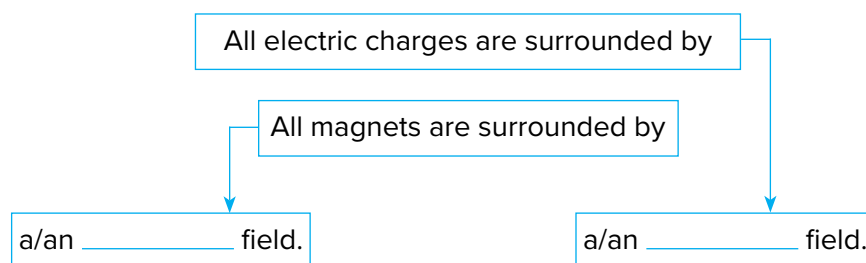 All electric charges are surrounded by
All magnets are surrounded by
a/an ____________ field.
a/an ____________ field.